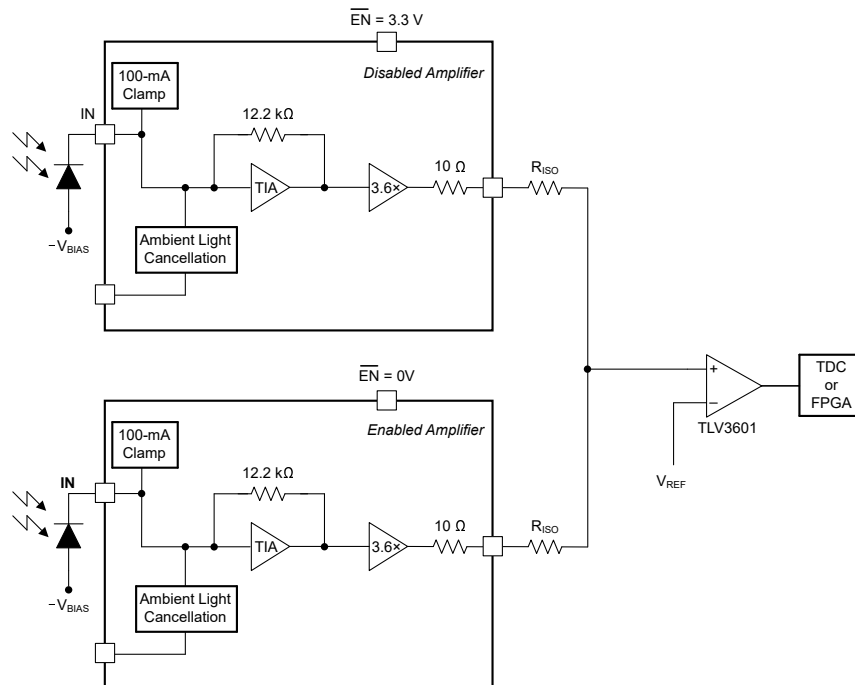 EN = 3.3 V
Disabled Amplifier
100-mA
Clamp
IN
12.2 kΩ
TIA
3.6×
10 Ω
RISO
Ambient Light
Cancellation
−VBIAS
EN = 0V
Enabled Amplifier
100-mA
Clamp
IN
12.2 kΩ
TIA
3.6×
10 Ω
RISO
Ambient Light
Cancellation
−VBIAS
+
−
TLV3601
VREF
TDC
or
FPGA